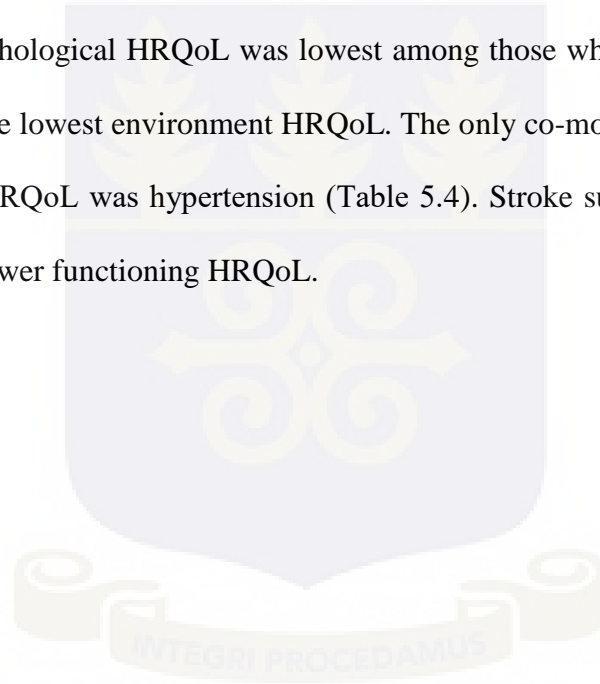 hological HRQoL was lowest among those wh
e lowest environment HRQoL. The only co-mo
RQoL was hypertension (Table 5.4). Stroke su
wer functioning HRQoL.
INTEGRI PROCEDAMUS